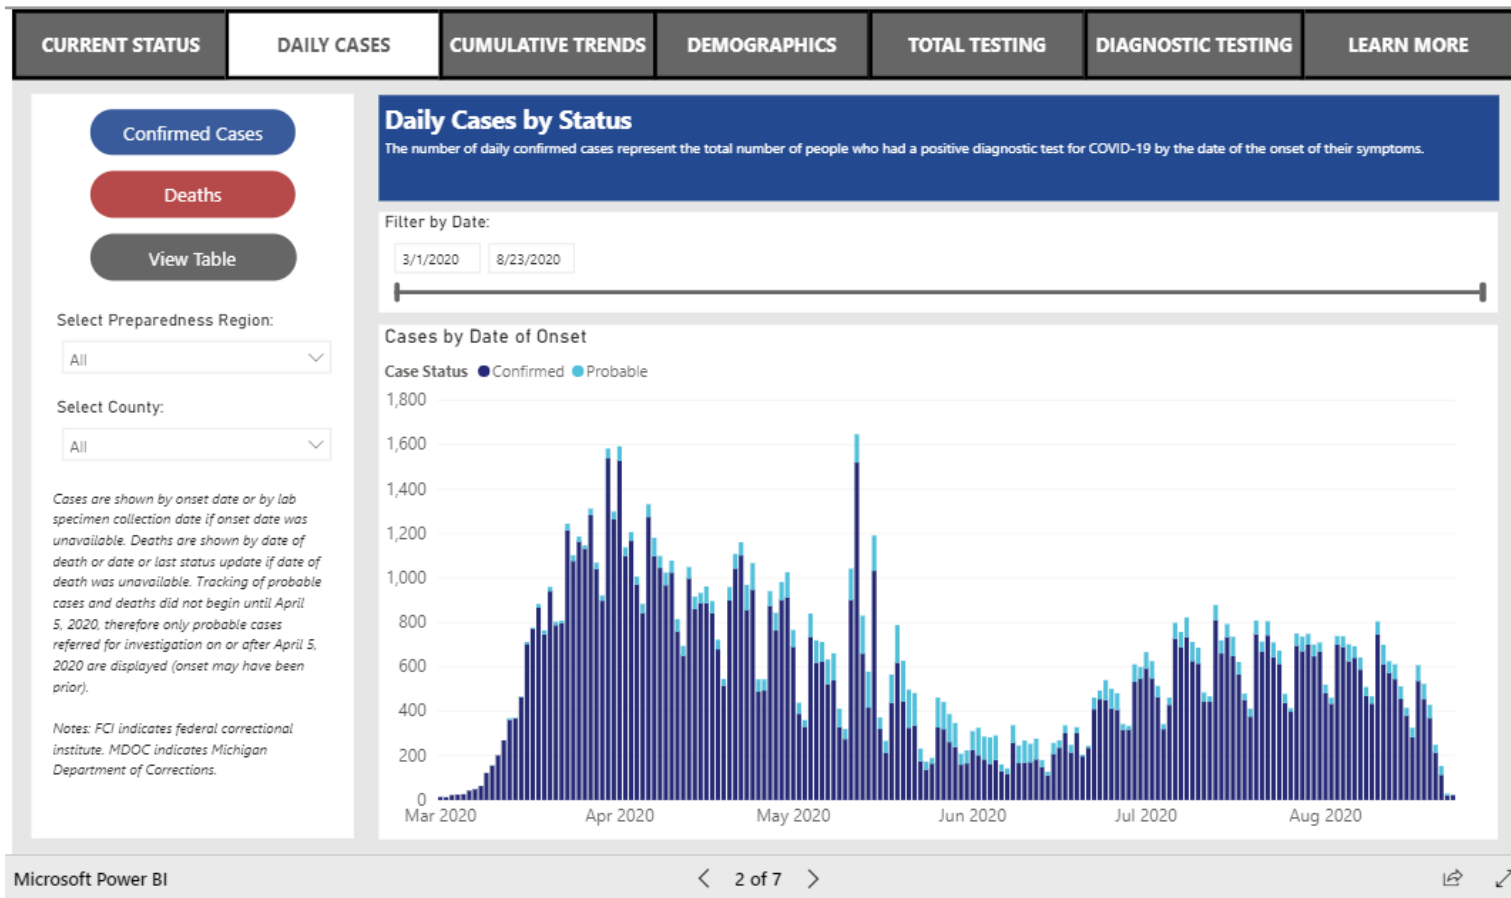 CURRENT STATUS
DAILY CASES
CUMULATIVE TRENDS
DEMOGRAPHICS
TOTAL TESTING
DIAGNOSTIC TESTING
LEARN MORE
Confirmed Cases
Deaths
View Table
Select Preparedness Region:
All
Select County:
All
Cases are shown by onset date or by lab
specimen collection date if onset date was
unavailable. Deaths are shown by date of
death or date or last status update if date of
death was unavailable. Tracking of probable
cases and deaths did not begin until April
5, 2020, therefore only probable cases
referred for investigation on or after April 5,
2020 are displayed (onset may have been
prior).
Notes: FCI indicates federal correctional
institute. MDOC indicates Michigan
Department of Corrections.
Daily Cases by Status
The number of daily confirmed cases represent the total number of people who had a positive diagnostic test for COVID-19 by the date of the onset of their symptoms.
Filter by Date:
3/1/2020
8/23/2020
Cases by Date of Onset
Case Status Confirmed Probable
1,800
1,600
1,400
1,200
1,000
800
600
400
200
0
Mar 2020
Apr 2020
May 2020
Jun 2020
Jul 2020
Aug 2020
Microsoft Power BI
2 of 7